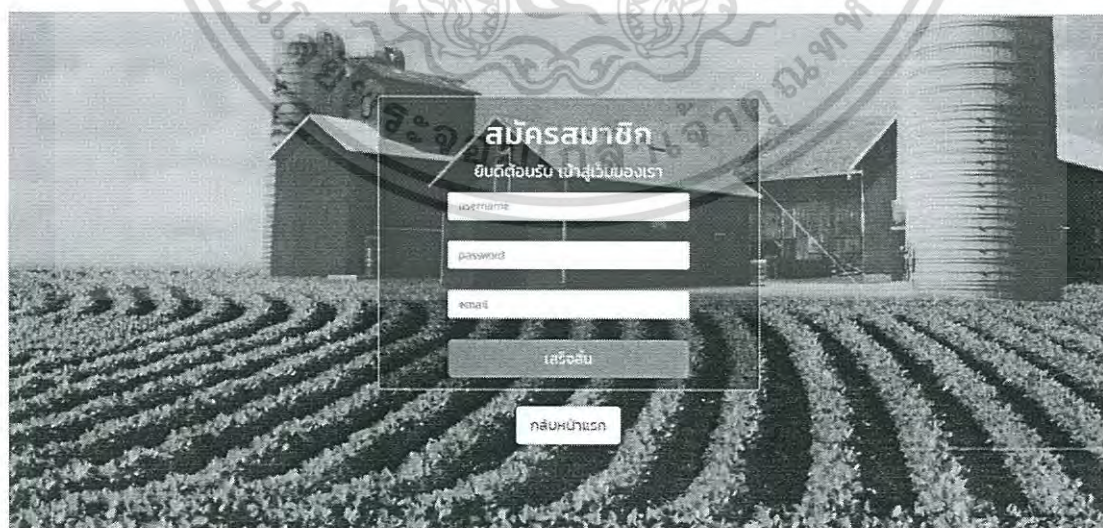 สมัครสมาชิก
ยินดีต้อนรับ เข้าสู่เว็บของเรา
username
password
email
เสร็จสิ้น
กลับหน้าแรก